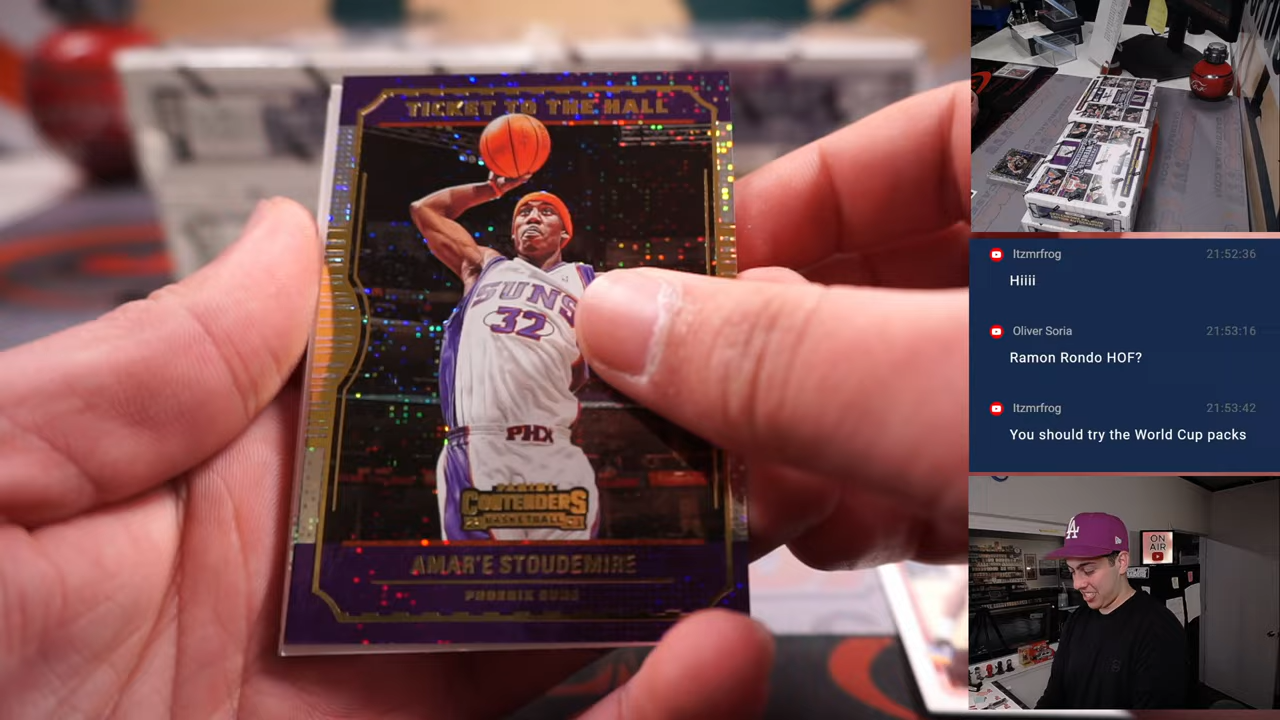 TICKET TO THE HALL
SUNS
32
PHX
PANINI
CONTENDERS
BASKETBALL
AMAR'E STOUDEMIRE
PHOENIX SUNS
Itzmrfrog 21:52:36
Hiiii
Oliver Soria 21:53:16
Ramon Rondo HOF?
Itzmrfrog 21:53:42
You should try the World Cup packs
LA
ON
AIR